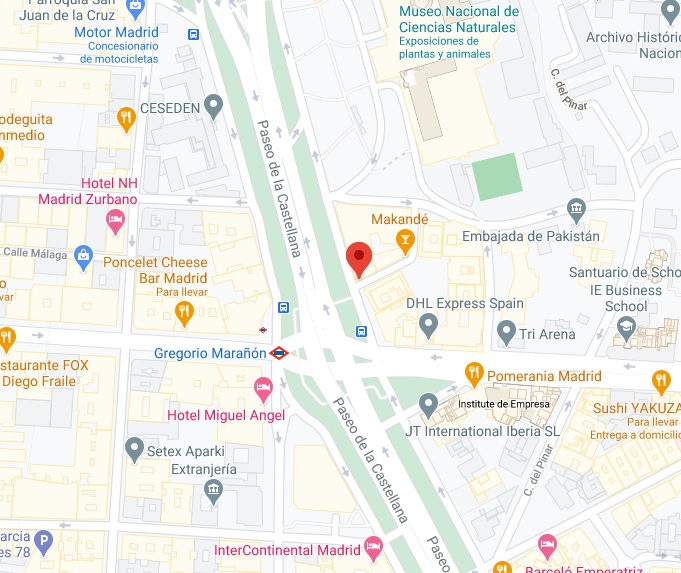 Parroquia San
Juan de la Cruz
Motor Madrid
Concesionario
de motocicletas
Museo Nacional de
Ciencias Naturales
Exposiciones de
plantas y animales
Archivo Histórico
Nacion
C. del Pinar
CESEDEN
odeguita
nmedio
Paseo de la Castellana
Hotel NH
Madrid Zurbano
Makandé
Embajada de Pakistán
Calle Málaga
Poncelet Cheese
Bar Madrid
Para llevar
o
evar
Santuario de Scho
IE Business
School
DHL Express Spain
Tri Arena
Gregorio Marañón
staurante FOX
Diego Fraile
Pomerania Madrid
Hotel Miguel Angel
Institute de Empresa
Sushi YAKUZA
Para llevar
Entrega a domicilio
JT International Iberia SL
Paseo de la Castellana
Setex Aparki
Extranjería
C. del Pinar
arcia
es 78
P
InterContinental Madrid
Paseo
Barceló Emperatriz